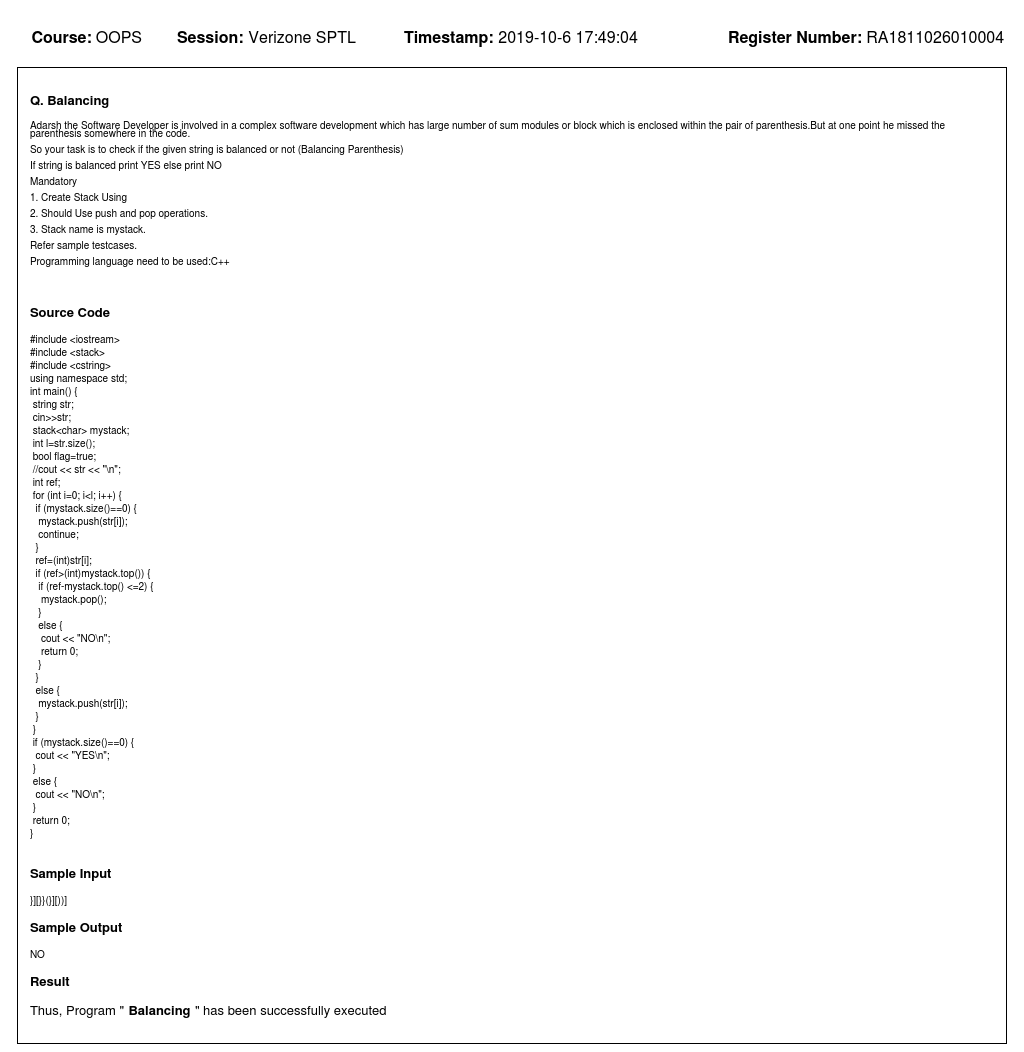 Course: OOPS Session: Verizone SPTL Timestamp: 2019-10-6 17:49:04 Register Number: RA1811026010004
Q. Balancing
Adarsh the Software Developer is involved in a complex software development which has large number of sum modules or block which is enclosed within the pair of parenthesis.But at one point he missed the
parenthesis somewhere in the code.
So your task is to check if the given string is balanced or not (Balancing Parenthesis)
If string is balanced print YES else print NO
Mandatory
1. Create Stack Using
2. Should Use push and pop operations.
3. Stack name is mystack.
Refer sample testcases.
Programming language need to be used:C++
Source Code
#include <iostream>
#include <stack>
#include <cstring>
using namespace std;
int main() {
string str;
cin>>str;
stack<char> mystack;
int l=str.size();
bool flag=true;
//cout << str << "\n";
int ref;
for (int i=0; i<l; i++) {
if (mystack.size()==0) {
mystack.push(str[i]);
continue;
}
ref=(int)str[i];
if (ref>(int)mystack.top()) {
if (ref-mystack.top() <=2) {
mystack.pop();
}
else {
cout << "NO\n";
return 0;
}
}
else {
mystack.push(str[i]);
}
}
if (mystack.size()==0) {
cout << "YES\n";
}
else {
cout << "NO\n";
}
return 0;
}
Sample Input
Sample Output
NO
Result
Thus, Program " Balancing " has been successfully executed